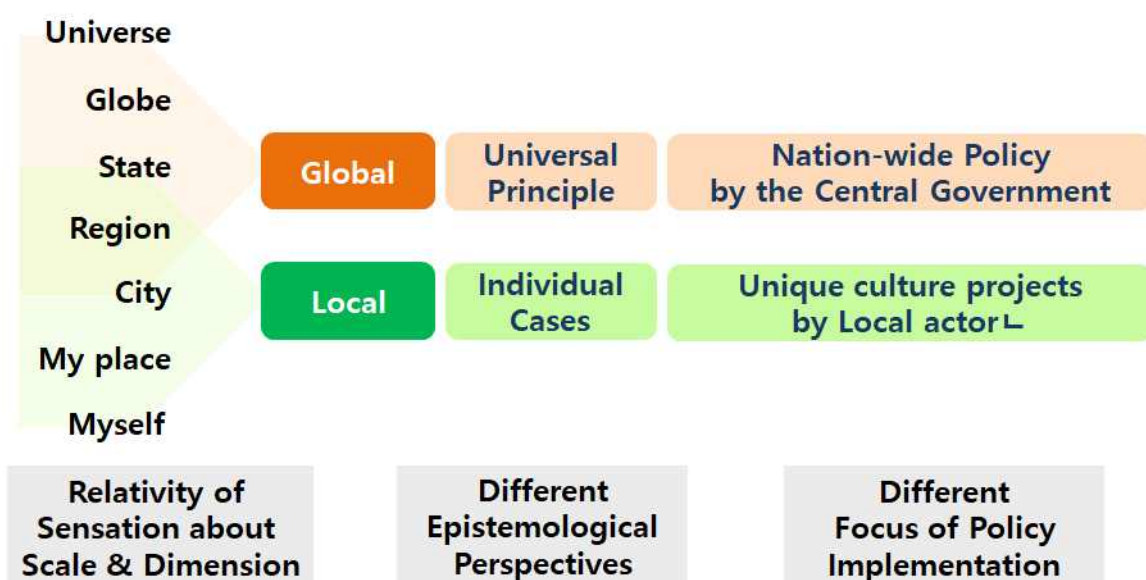 Universe
Globe
State
Region
City
My place
Myself
Global
Universal
Principle
Nation-wide Policy
by the Central Government
Local
Individual
Cases
Unique culture projects
by Local actorㄴ
Relativity of
Sensation about
Scale & Dimension
Different
Epistemological
Perspectives
Different
Focus of Policy
Implementation